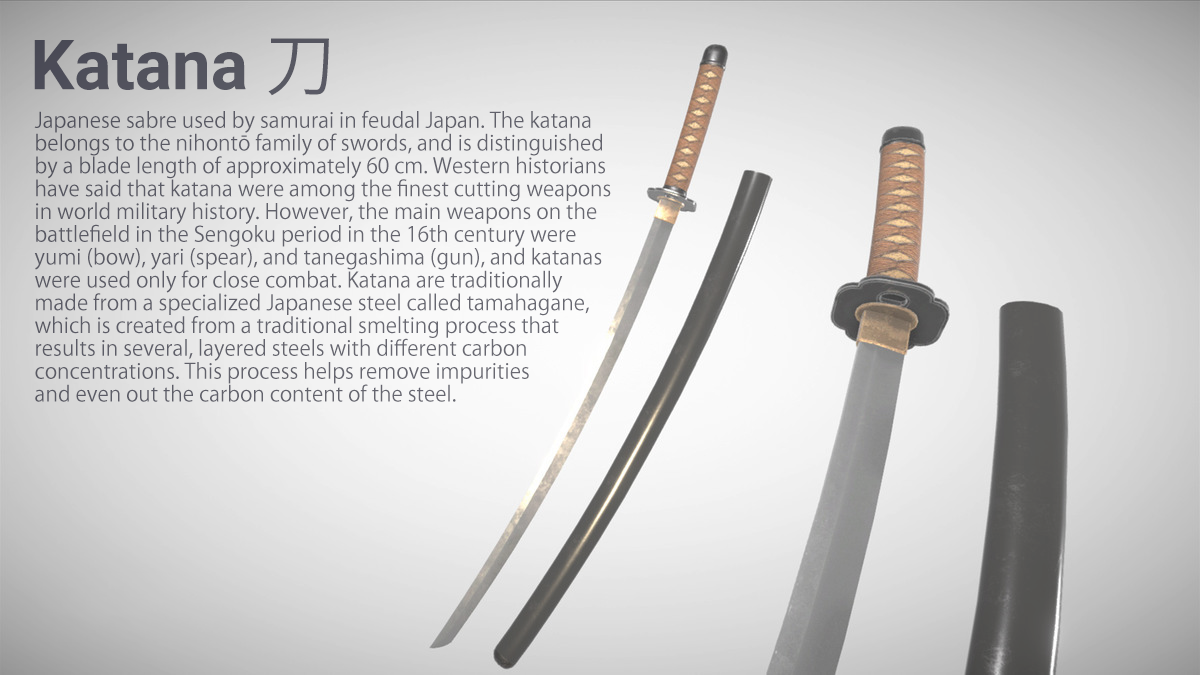 Katana 刀
Japanese sabre used by samurai in feudal Japan. The katana
belongs to the nihontō family of swords, and is distinguished
by a blade length of approximately 60 cm. Western historians
have said that katana were among the finest cutting weapons
in world military history. However, the main weapons on the
battlefield in the Sengoku period in the 16th century were
yumi (bow), yari (spear), and tanegashima (gun), and katanas
were used only for close combat. Katana are traditionally
made from a specialized Japanese steel called tamahagane,
which is created from a traditional smelting process that
results in several, layered steels with different carbon
concentrations. This process helps remove impurities
and even out the carbon content of the steel.